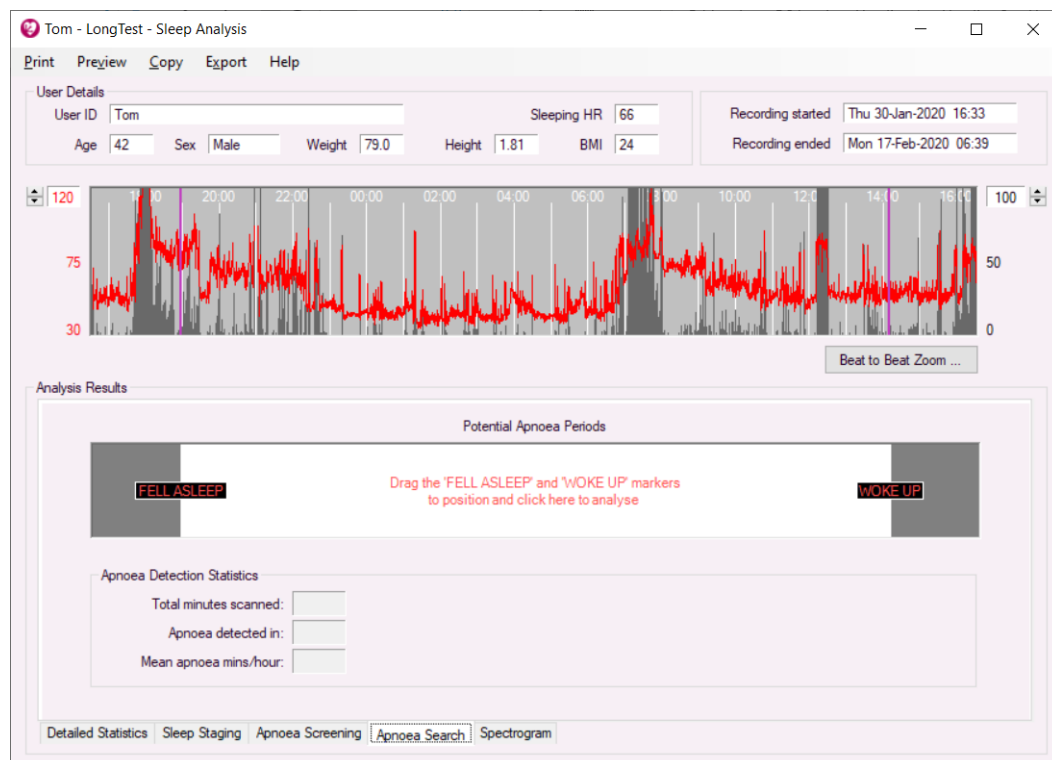 Tom - LongTest - Sleep Analysis
Print Preview Copy Export Help
User Details
User ID Tom Sleeping HR 66
Age 42 Sex Male Weight 79.0 Height 1.81 BMI 24
Recording started Thu 30-Jan-2020 16:33
Recording ended Mon 17-Feb-2020 06:39
120 20:00 22:00 00:00 02:00 04:00 06:00 10:00 100
75 50
30 0
Beat to Beat Zoom ...
Analysis Results
Potential Apnoea Periods
FELL ASLEEP
Drag the 'FELL ASLEEP' and 'WOKE UP' markers
to position and click here to analyse
WOKE UP
Apnoea Detection Statistics
Total minutes scanned:
Apnoea detected in:
Mean apnoea mins/hour:
Detailed Statistics Sleep Staging Apnoea Screening Apnoea Search Spectrogram